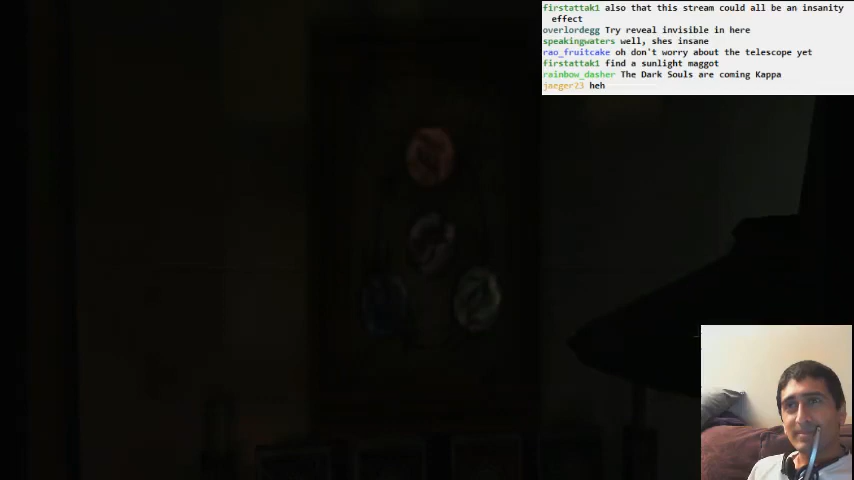 firstattak1 also that this stream could all be an insanity
effect
overlordegg Try reveal invisible in here
speakingwaters well, shes insane
rao_fruitcake oh don't worry about the telescope yet
firstattak1 find a sunlight maggot
rainbow_dasher The Dark Souls are coming Kappa
jaeger23 heh